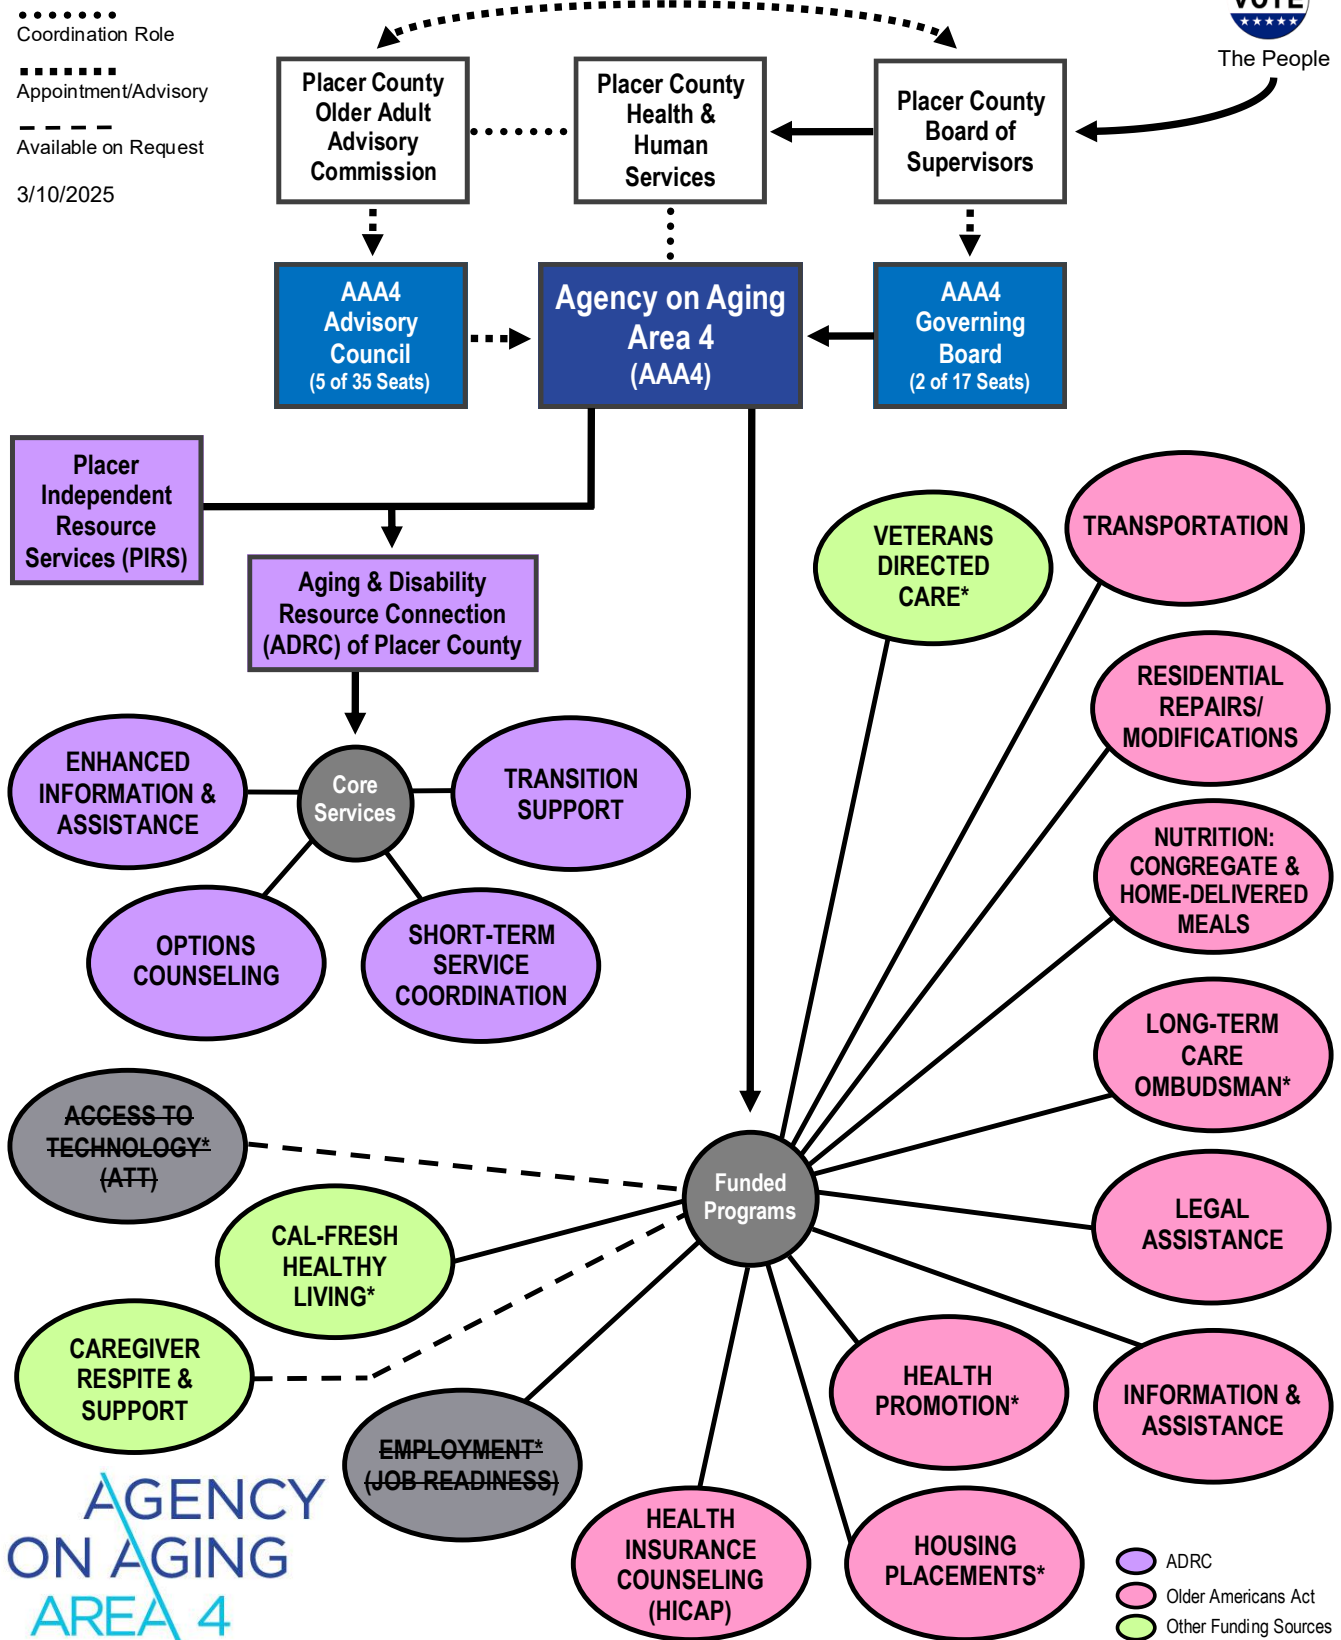 VOTE
The People
Coordination Role
Appointment/Advisory
Available on Request
3/10/2025
Placer County
Older Adult
Advisory
Commission
Placer County
Health &
Human
Services
Placer County
Board of
Supervisors
AAA4
Advisory
Council
(5 of 35 Seats)
Agency on Aging
Area 4
(AAA4)
AAA4
Governing
Board
(2 of 17 Seats)
Placer
Independent
Resource
Services (PIRS)
Aging & Disability
Resource Connection
(ADRC) of Placer County
Core
Services
ENHANCED
INFORMATION &
ASSISTANCE
TRANSITION
SUPPORT
OPTIONS
COUNSELING
SHORT-TERM
SERVICE
COORDINATION
VETERANS
DIRECTED
CARE*
TRANSPORTATION
RESIDENTIAL
REPAIRS/
MODIFICATIONS
NUTRITION:
CONGREGATE &
HOME-DELIVERED
MEALS
LONG-TERM
CARE
OMBUDSMAN*
LEGAL
ASSISTANCE
INFORMATION &
ASSISTANCE
Funded
Programs
ACCESS TO
TECHNOLOGY*
(ATT)
CAL-FRESH
HEALTHY
LIVING*
CAREGIVER
RESPITE &
SUPPORT
EMPLOYMENT*
(JOB READINESS)
HEALTH
PROMOTION*
HEALTH
INSURANCE
COUNSELING
(HICAP)
HOUSING
PLACEMENTS*
AGENCY
ON AGING
AREA 4
ADRC
Older Americans Act
Other Funding Sources